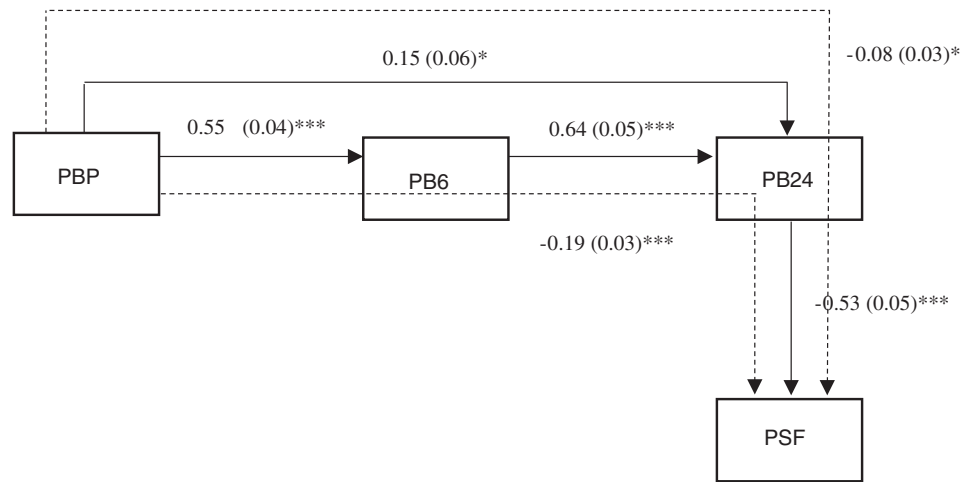 0.15 (0.06)*
-0.08 (0.03)*
0.55 (0.04)***
0.64 (0.05)***
PBP
PB6
PB24
-0.19 (0.03)***
-0.53 (0.05)***
PSF